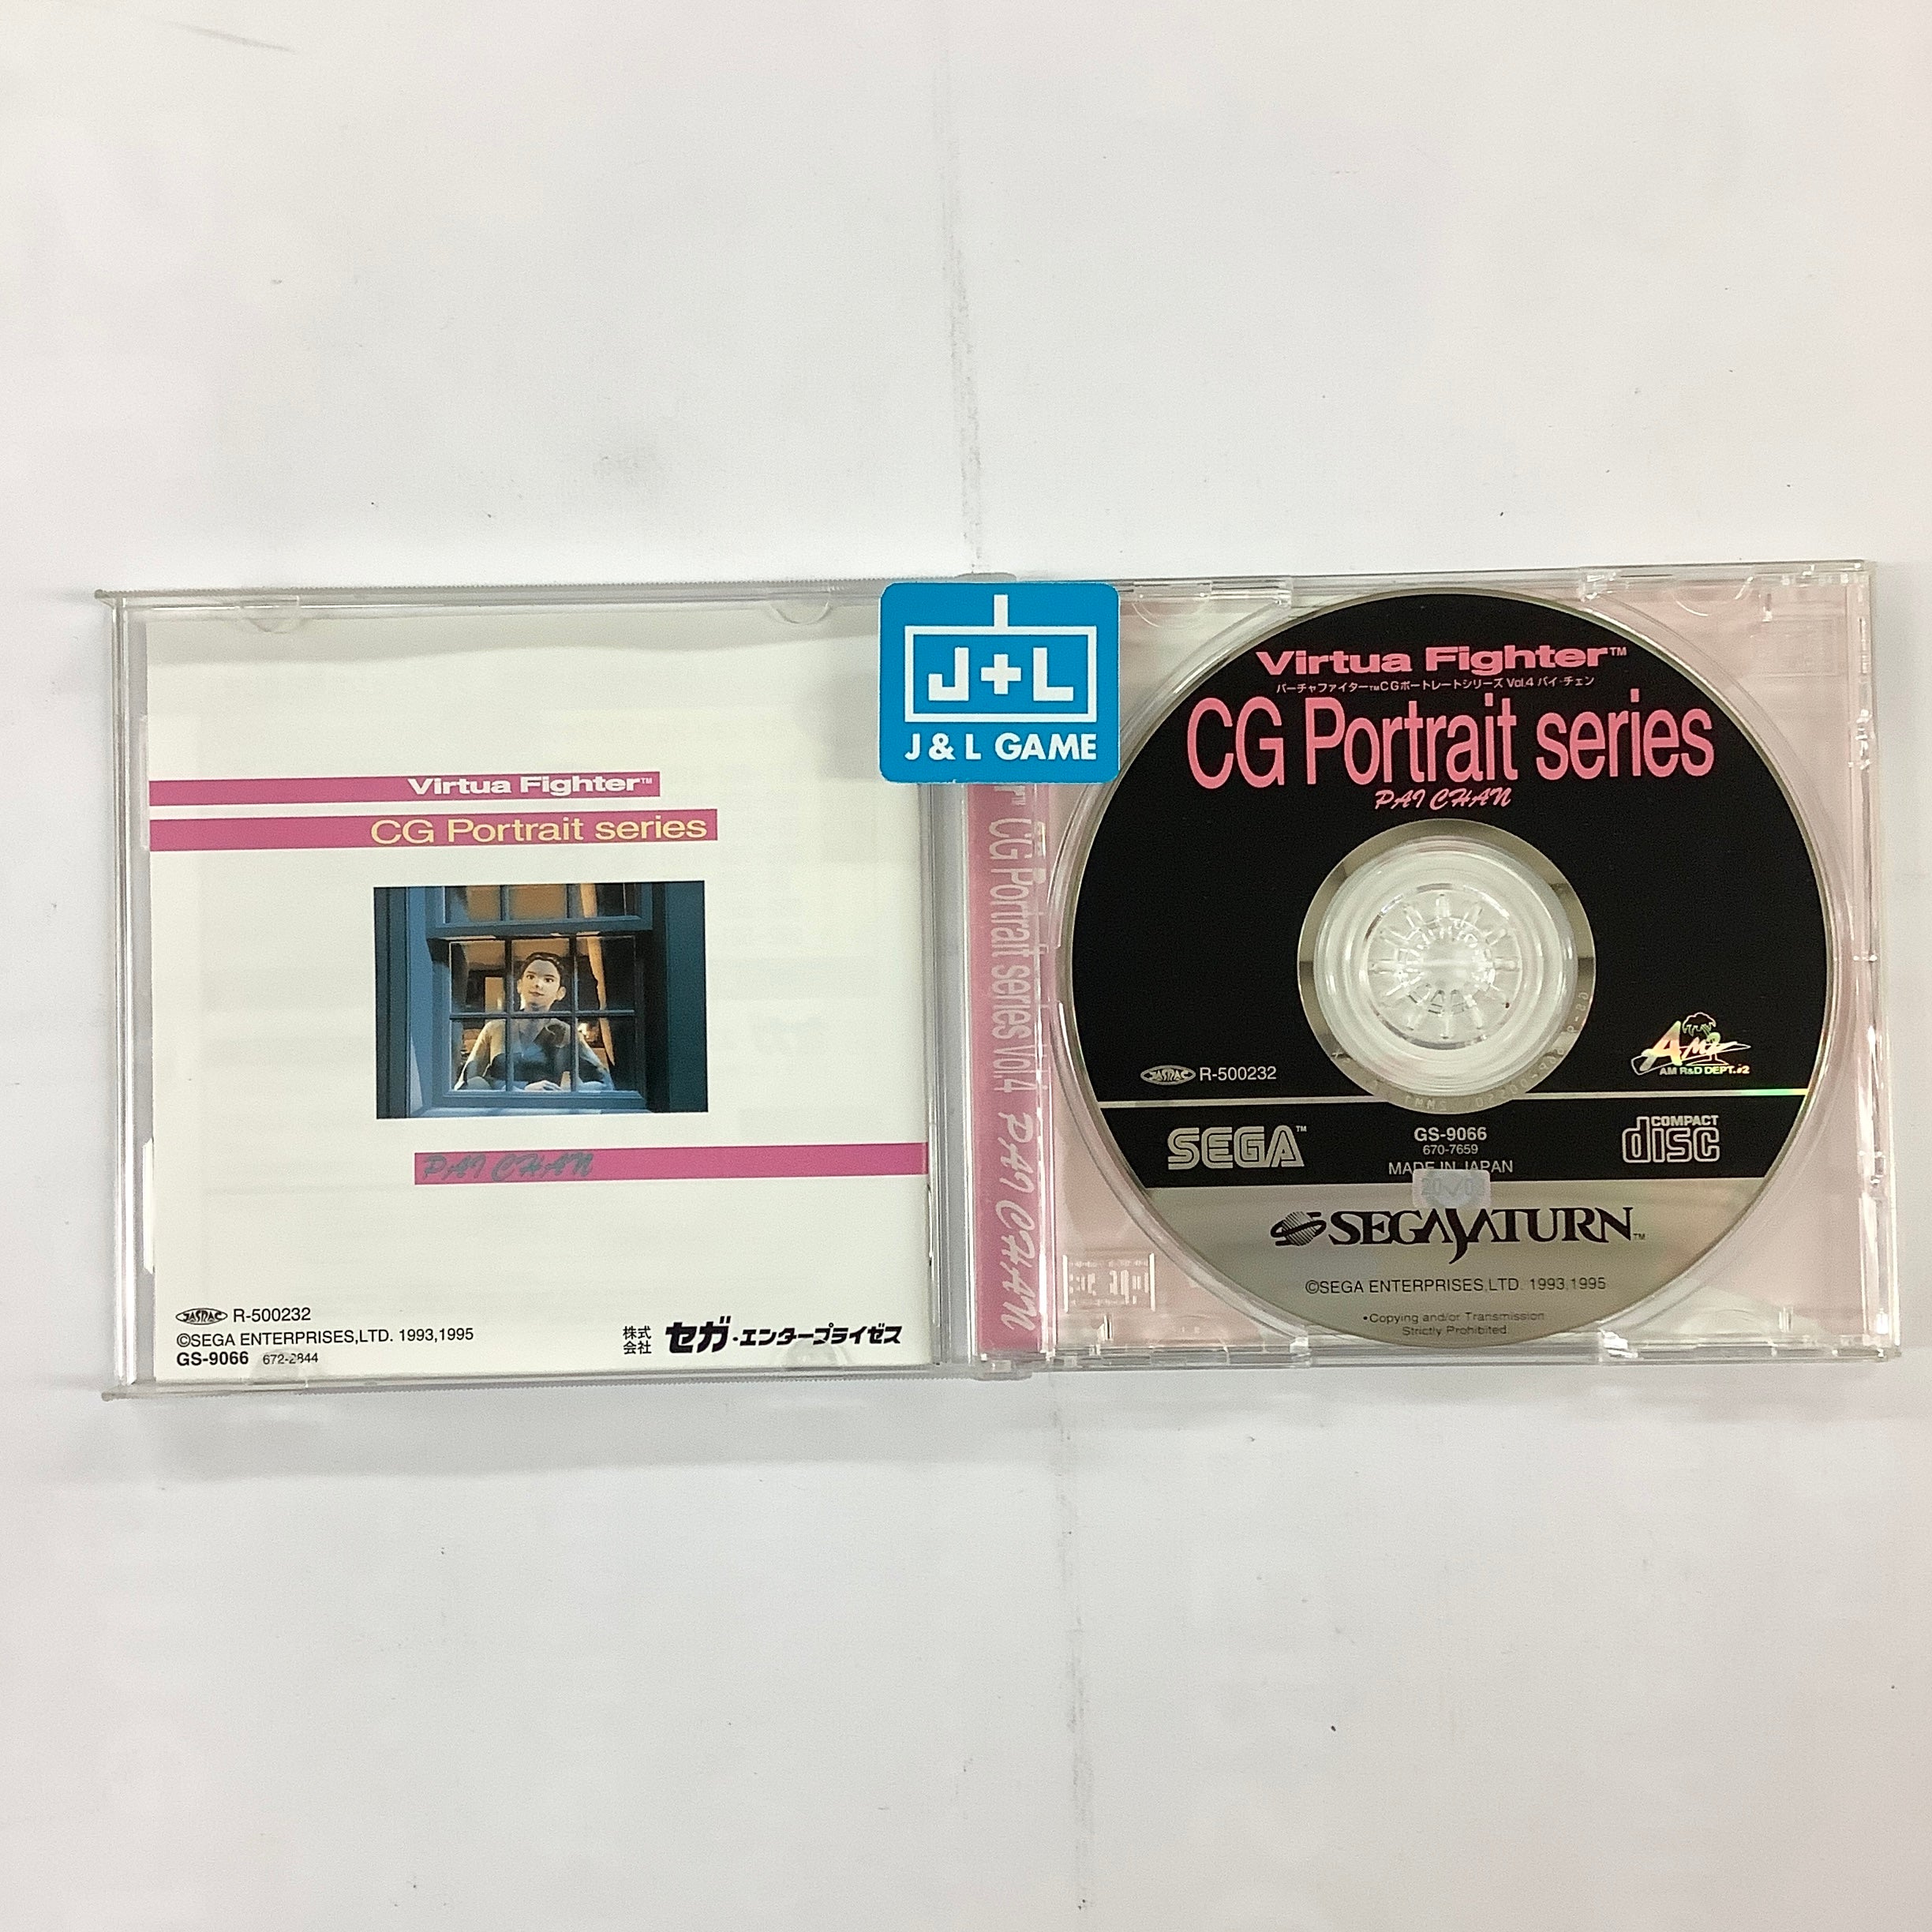 J+L
J & L GAME
Virtua Fighter™
CG Portrait series
PAI CHAN
JASRAC R-500232
©SEGA ENTERPRISES,LTD. 1993,1995
GS-9066 672-2844
株式会社 セガ・エンタープライゼス
CG Portrait series Vol.4 PAI CHAN
Virtua Fighter™
バーチャファイター™CGポートレートシリーズ Vol.4 パイ・チェン
CG Portrait series
PAI CHAN
JASRAC R-500232
AM2
AM R&D DEPT.#2
SEGA™
GS-9066
670-7659
MADE IN JAPAN
COMPACT
disc
SEGA SATURN™
©SEGA ENTERPRISES,LTD. 1993,1995
•Copying and/or Transmission
Strictly Prohibited